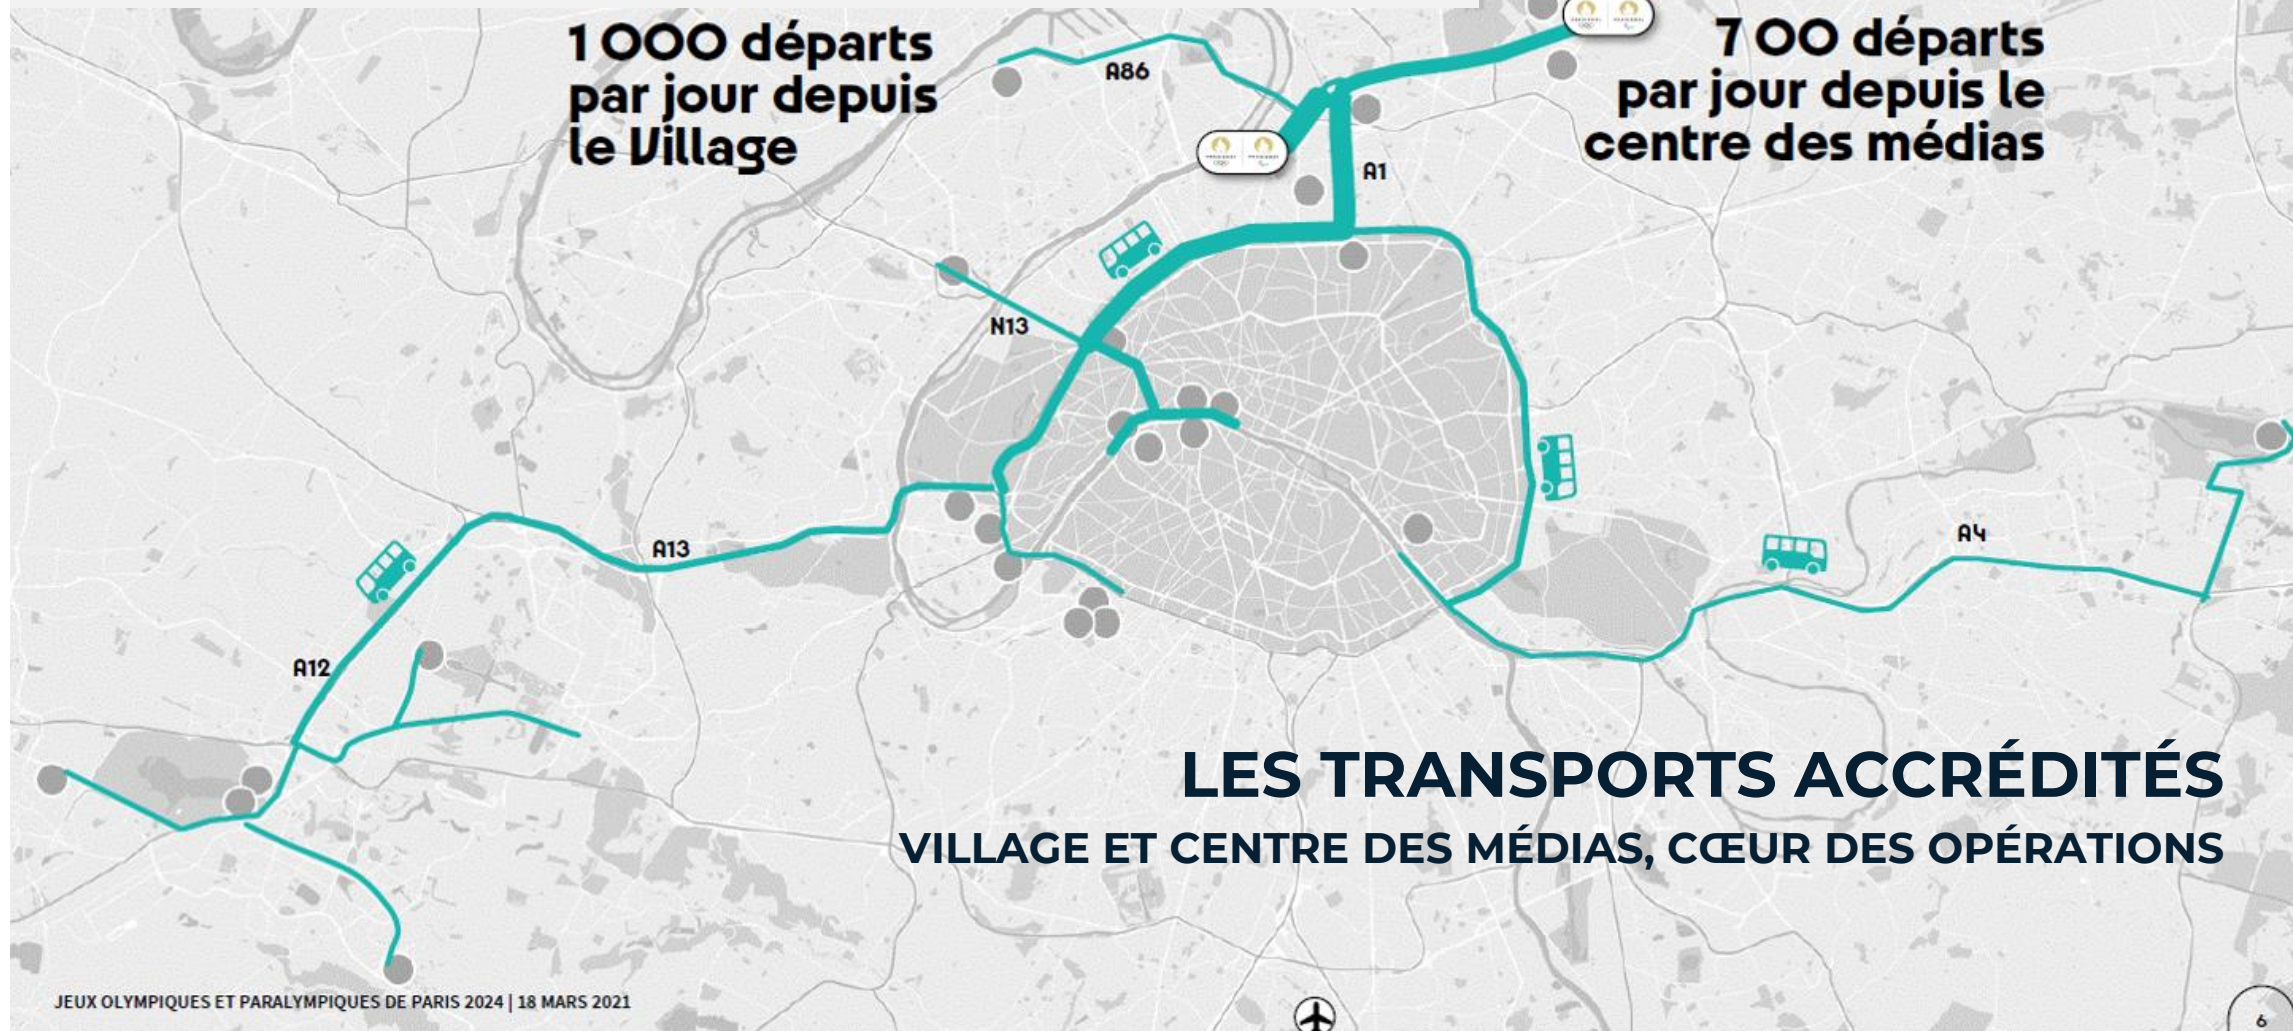 1 000 départs
par jour depuis
le Village
7 00 départs
par jour depuis le
centre des médias
A86
A1
N13
A13
A4
A12
LES TRANSPORTS ACCRÉDITÉS
VILLAGE ET CENTRE DES MÉDIAS, CŒUR DES OPÉRATIONS
JEUX OLYMPIQUES ET PARALYMPIQUES DE PARIS 2024 | 18 MARS 2021
6